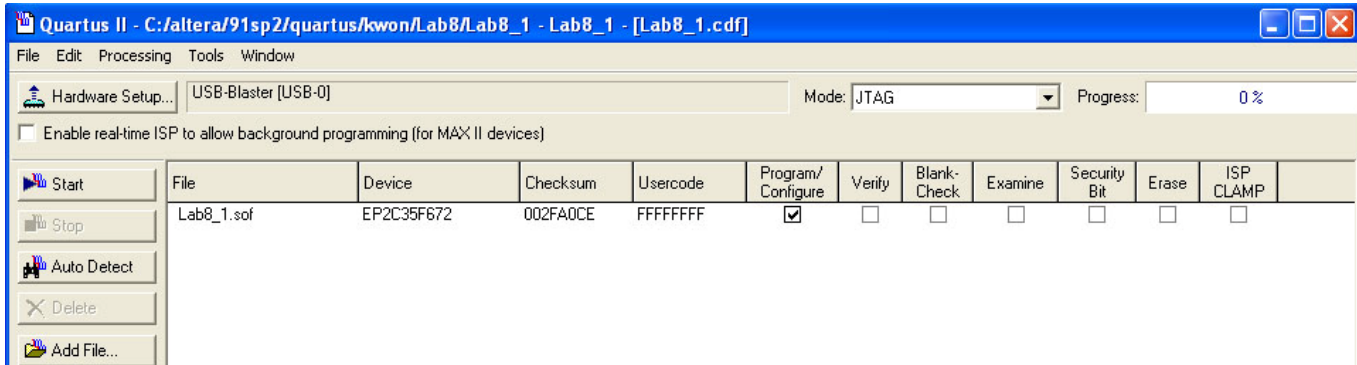 Quartus II - C:/altera/91sp2/quartus/kwon/Lab8/Lab8_1 - Lab8_1 - [Lab8_1.cdf]
File Edit Processing Tools Window
Hardware Setup... USB-Blaster [USB-0] Mode: JTAG Progress: 0 %
Enable real-time ISP to allow background programming (for MAX II devices)
Start File Device Checksum Usercode Program/ Configure Verify Blank- Check Examine Security Bit Erase ISP CLAMP
Lab8_1.sof EP2C35F672 002FA0CE FFFFFFFF
Stop
Auto Detect
Delete
Add File...